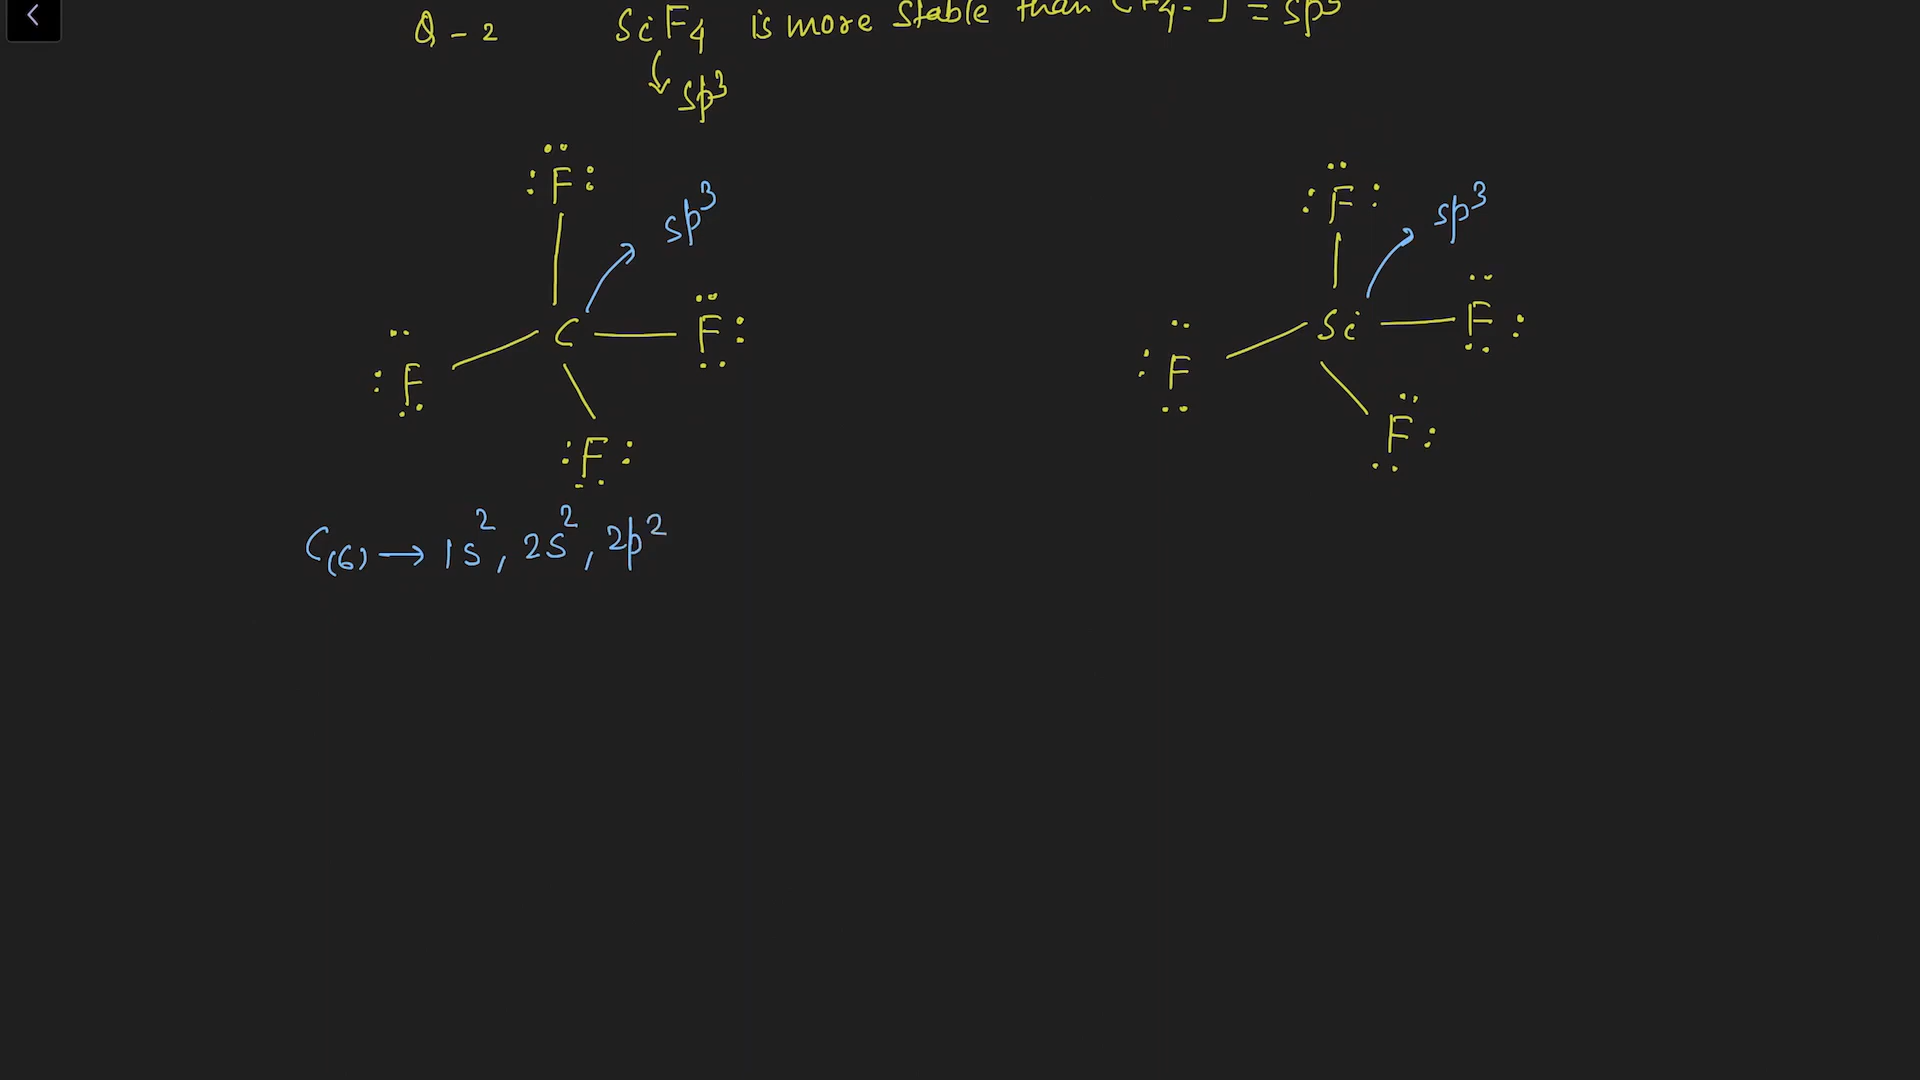 Q - 2 SiF₄ is more stable than CF₄. ] = sp³
sp³
F
sp³
C F
F
F
F
sp³
Si F
F
F
C₍₆₎ → 1s², 2s², 2p²